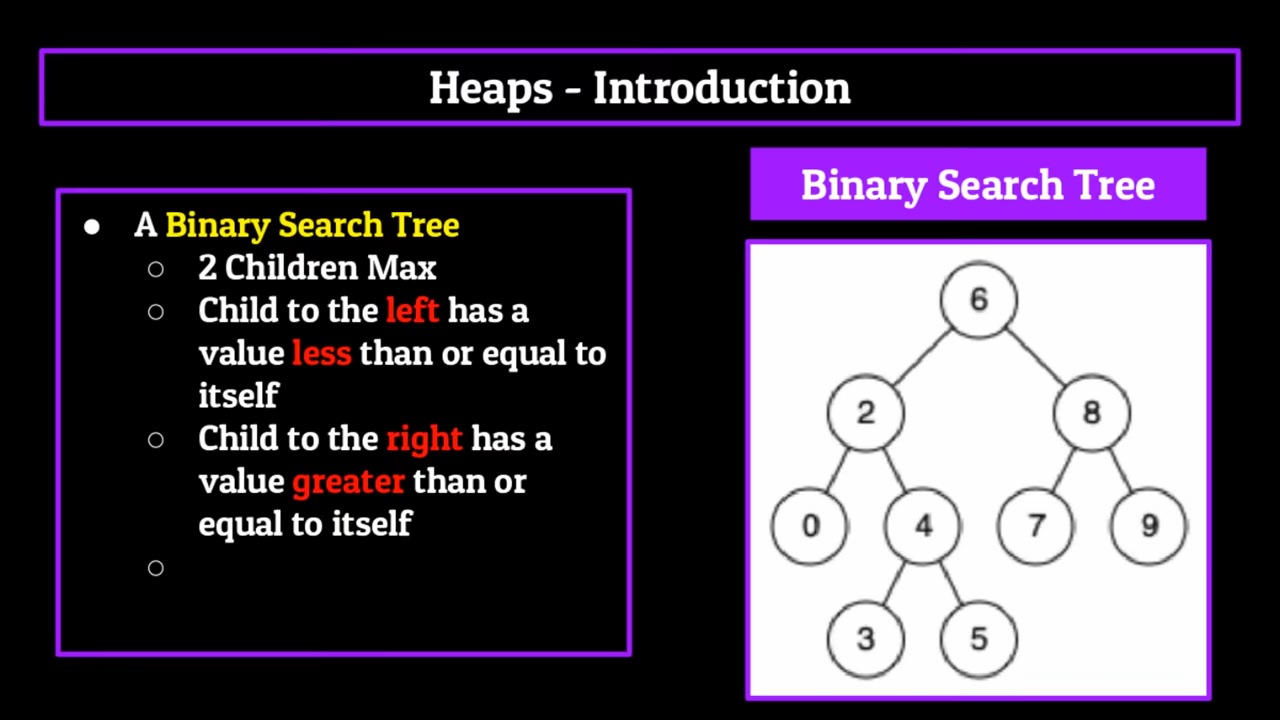 Heaps - Introduction
Binary Search Tree
● A Binary Search Tree
○ 2 Children Max
○ Child to the left has a
value less than or equal to
itself
○ Child to the right has a
value greater than or
equal to itself
○
6
2 8
0 4 7 9
3 5